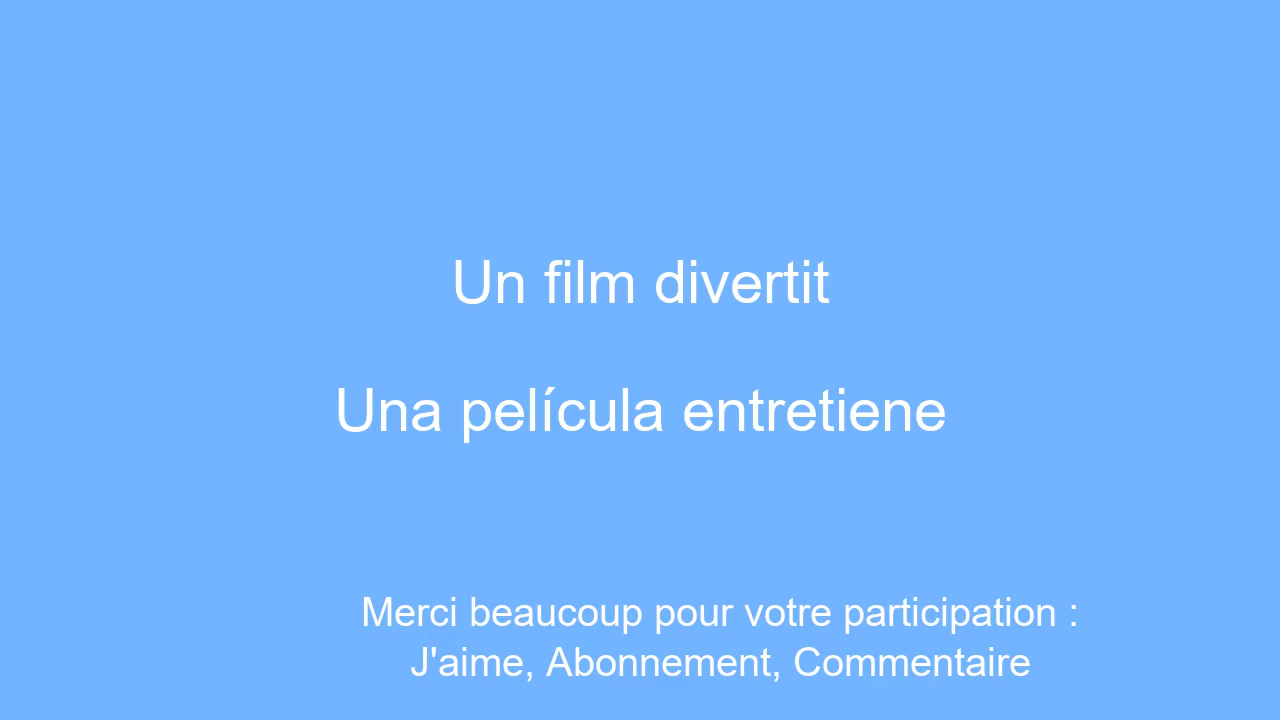 Un film divertit
Una película entretiene
Merci beaucoup pour votre participation :
J'aime, Abonnement, Commentaire